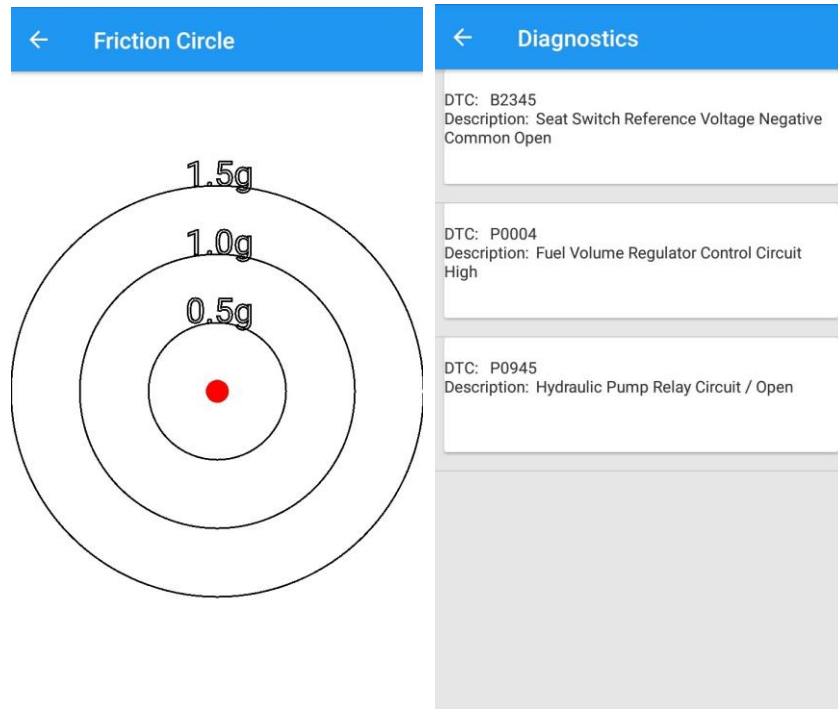 Friction Circle
1.5g
1.0g
0.5g
Diagnostics
DTC: B2345
Description: Seat Switch Reference Voltage Negative
Common Open
DTC: P0004
Description: Fuel Volume Regulator Control Circuit
High
DTC: P0945
Description: Hydraulic Pump Relay Circuit / Open